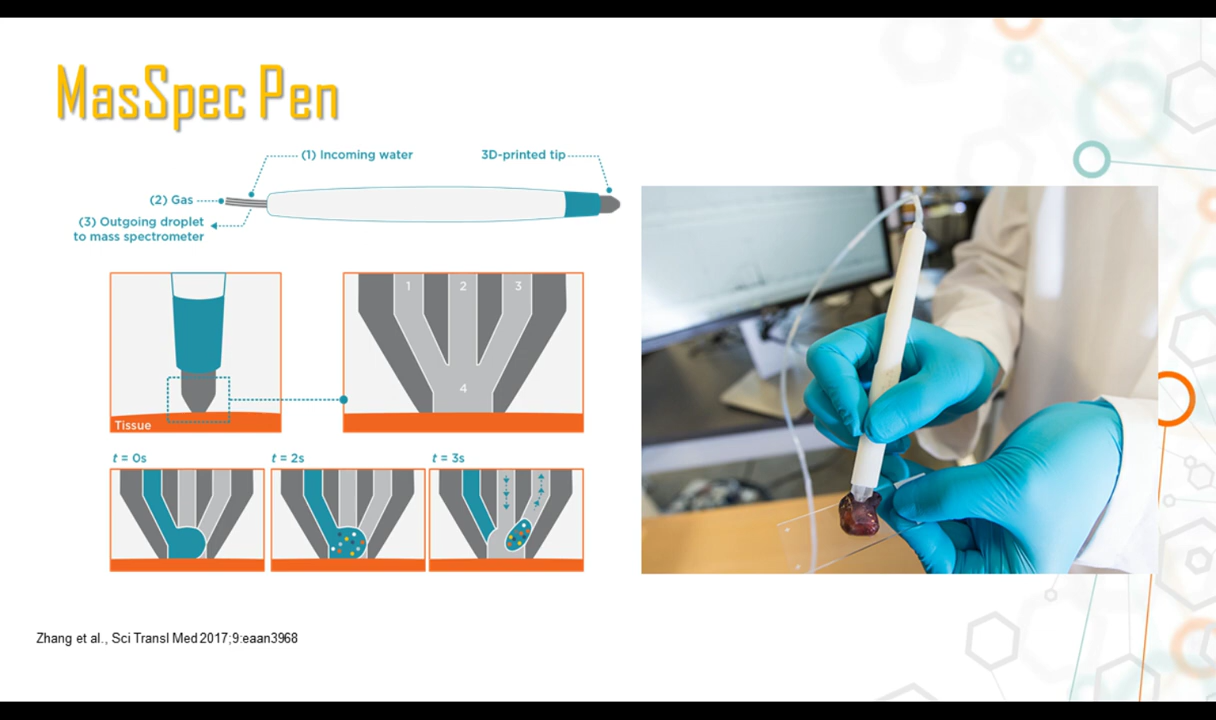 MasSpec Pen
(1) Incoming water
3D-printed tip
(2) Gas
(3) Outgoing droplet
to mass spectrometer
1 2 3
4
Tissue
t = 0s
t = 2s
t = 3s
Zhang et al., Sci Transl Med 2017;9:eaan3968